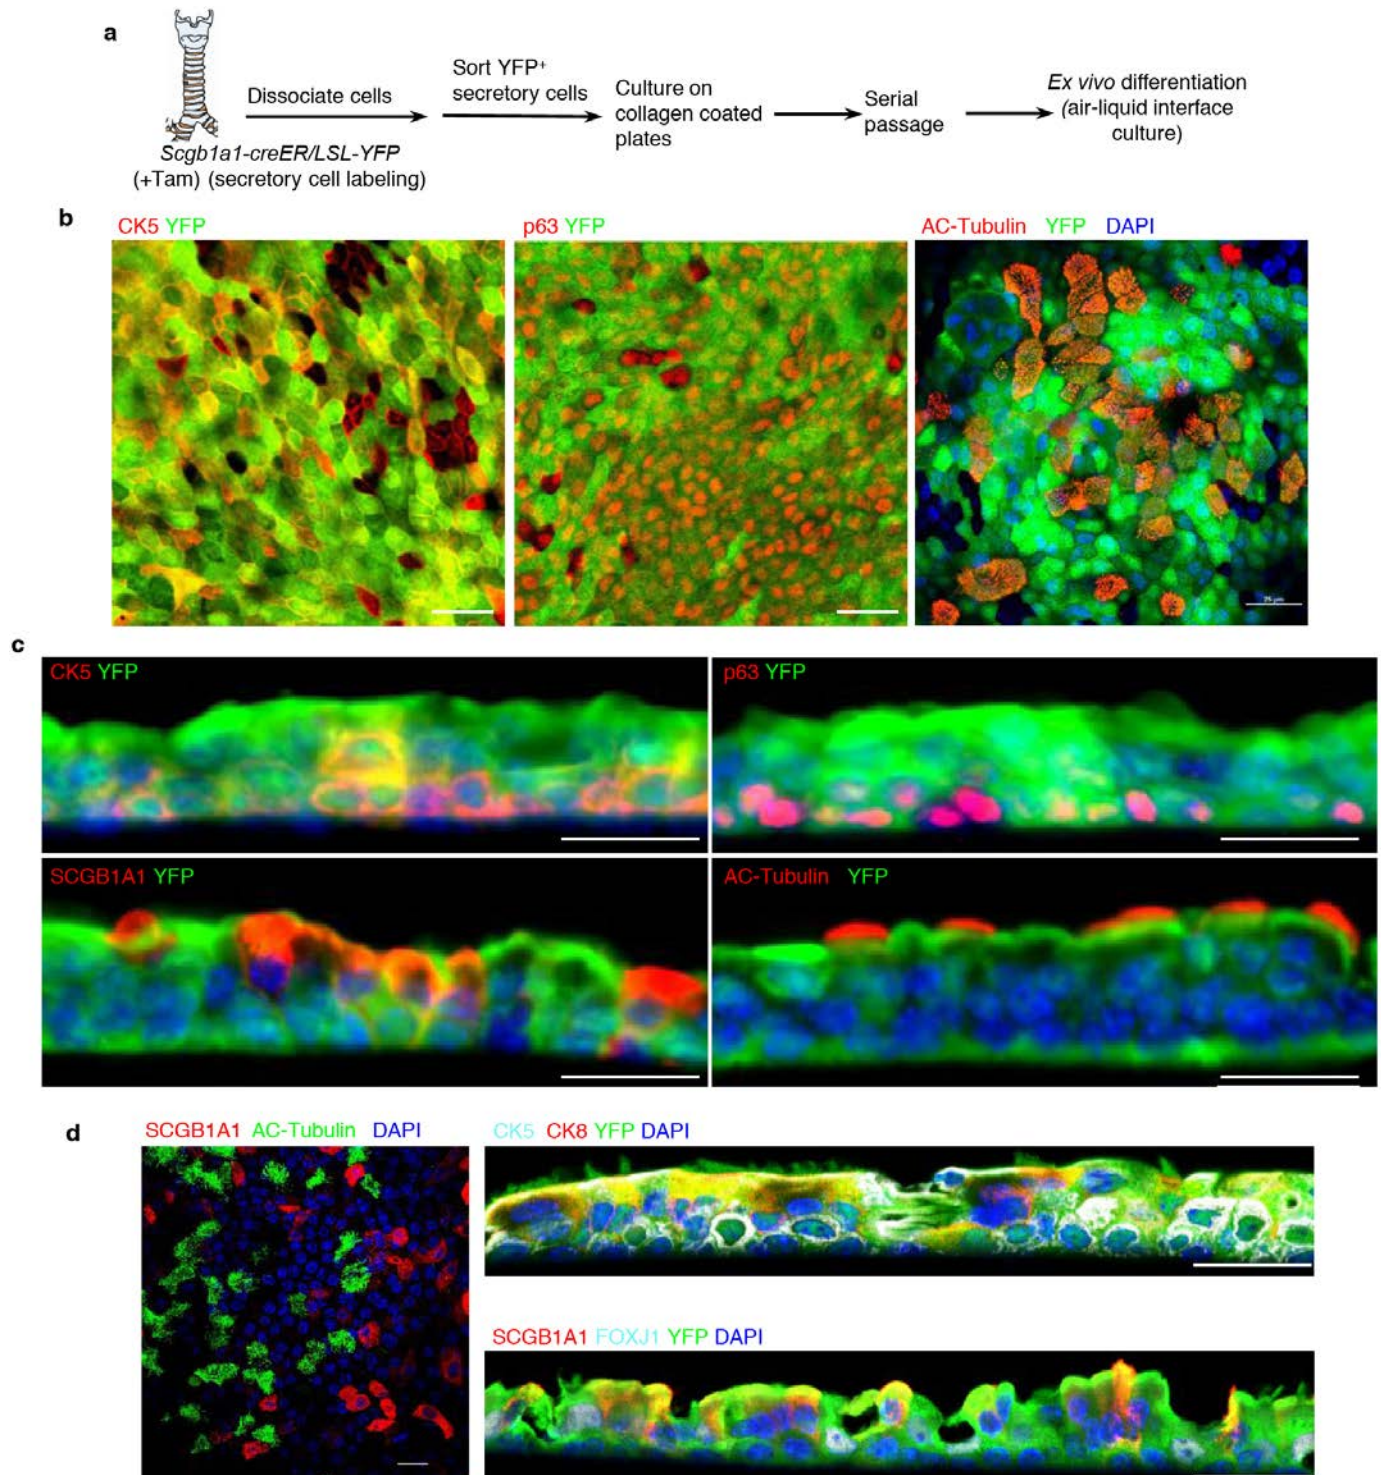 a
Dissociate cells
Sort YFP+
secretory cells
Culture on
collagen coated
plates
Serial
passage
Ex vivo differentiation
(air-liquid interface
culture)
Scgb1a1-creER/LSL-YFP
(+Tam) (secretory cell labeling)
b
CK5 YFP
p63 YFP
AC-Tubulin YFP DAPI
c
CK5 YFP
p63 YFP
SCGB1A1 YFP
AC-Tubulin YFP
d
SCGB1A1 AC-Tubulin DAPI
CK5 CK8 YFP DAPI
SCGB1A1 FOXJ1 YFP DAPI